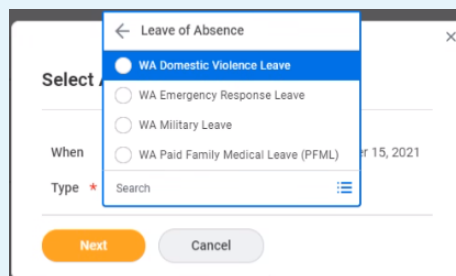 Leave of Absence
Select
WA Domestic Violence Leave
WA Emergency Response Leave
WA Military Leave
When
WA Paid Family Medical Leave (PFML)
15, 2021
Type *
Search
Next
Cancel